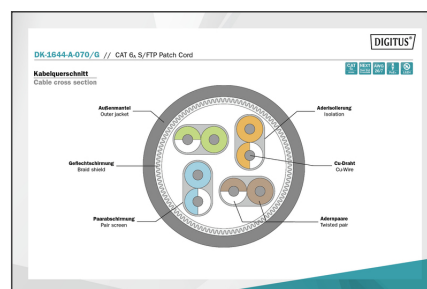 DIGITUS®
DK-1644-A-070/G // CAT 6A S/FTP Patch Cord
Kabelquerschnitt
Cable cross section
Außenmantel
Outer jacket
Aderisolierung
Isolation
Geflechtschirmung
Braid shield
Cu-Draht
Cu-Wire
Paarabschirmung
Pair screen
Aderspaare
Twisted pair